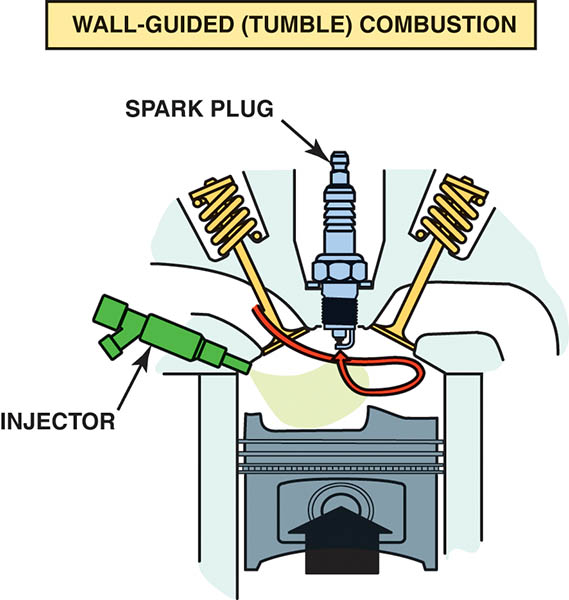 WALL-GUIDED (TUMBLE) COMBUSTION
SPARK PLUG
INJECTOR